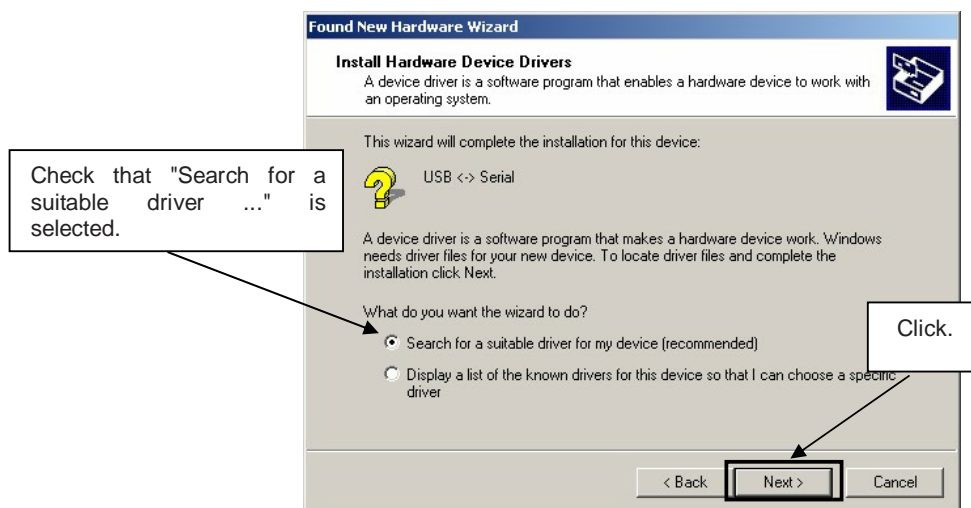 Found New Hardware Wizard
Install Hardware Device Drivers
A device driver is a software program that enables a hardware device to work with
an operating system.
This wizard will complete the installation for this device:
USB <-> Serial
Check that "Search for a
suitable driver ..." is
selected.
A device driver is a software program that makes a hardware device work. Windows
needs driver files for your new device. To locate driver files and complete the
installation click Next.
What do you want the wizard to do?
Click.
Search for a suitable driver for my device (recommended)
Display a list of the known drivers for this device so that I can choose a specific
driver
< Back
Next >
Cancel